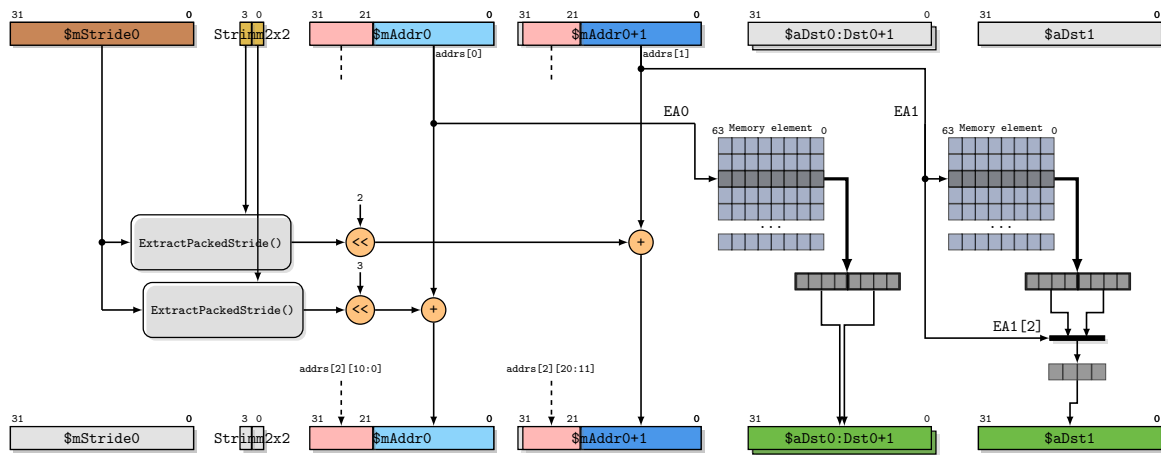 31 0 3 0 31 21 0 31 21 0 31 0 31 0
$mStride0 Strimm2x2 $mAddr0 $mAddr0+1 $aDst0:Dst0+1 $aDst1
addrs[0] addrs[1]
EA0 EA1
63 Memory element 0 63 Memory element 0
... ...
2
ExtractPackedStride() << +
3
ExtractPackedStride() << +
EA1[2]
addrs[2][10:0] addrs[2][20:11]
31 0 3 0 31 21 0 31 21 0 31 0 31 0
$mStride0 Strimm2x2 $mAddr0 $mAddr0+1 $aDst0:Dst0+1 $aDst1